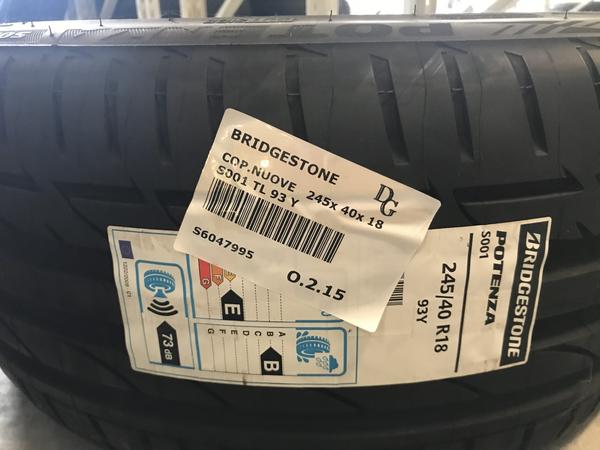 BRIDGESTONE
COP.NUOVE 245x 40x 18
S001 TL 93 Y
DG
S6047995
O.2.15
BRIDGESTONE
POTENZA
S001
245/40 R18
93Y
F
G
E
A
B
C
D
E
F
G
B
73 dB